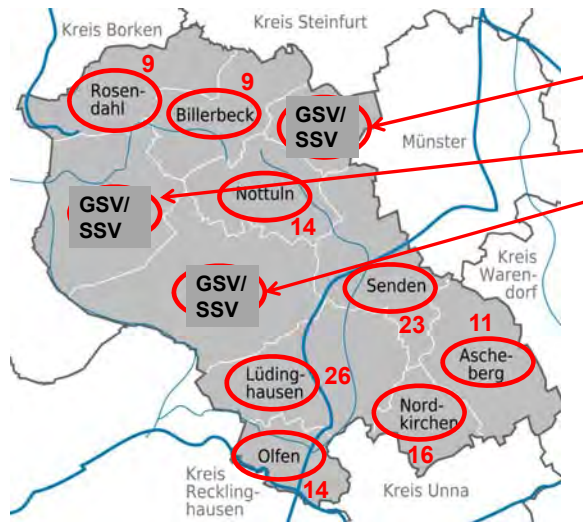 Kreis Borken
Kreis Steinfurt
9
9
Rosen-
dahl
Billerbeck
GSV/
SSV
Münster
GSV/
SSV
Nottuln
14
GSV/
SSV
Senden
Kreis
Waren-
dorf
23
11
Asche-
berg
Lüding-
hausen
26
Nord-
kirchen
16
Olfen
14
Kreis
Reckling-
hausen
Kreis Unna